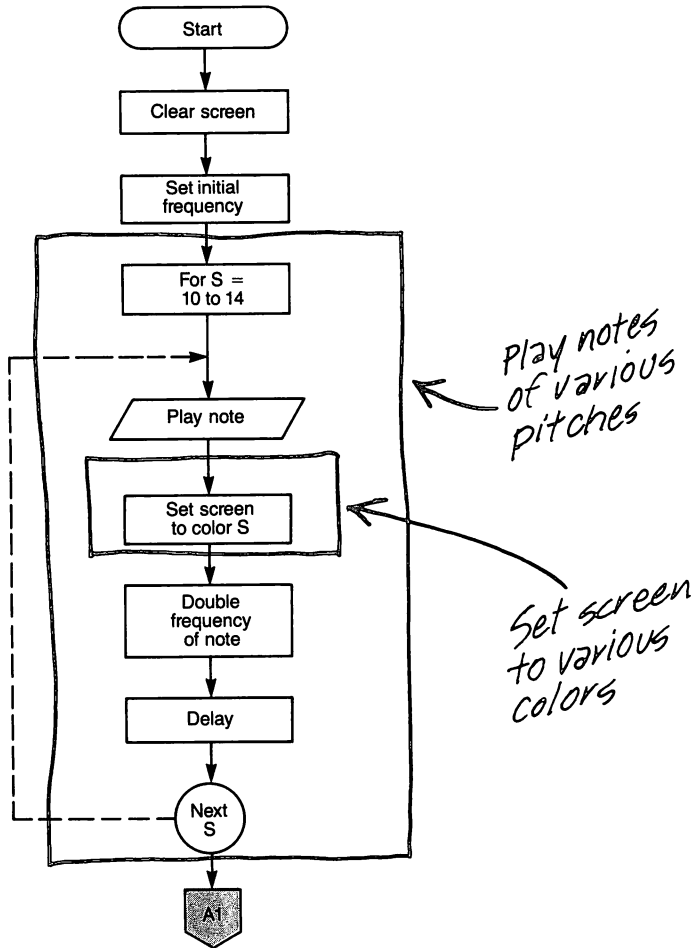 Start
Clear screen
Set initial
frequency
For S =
10 to 14
Play notes
of various
pitches
Play note
Set screen
to color S
Double
frequency
of note
Set screen
to various
colors
Delay
Next
S
A1